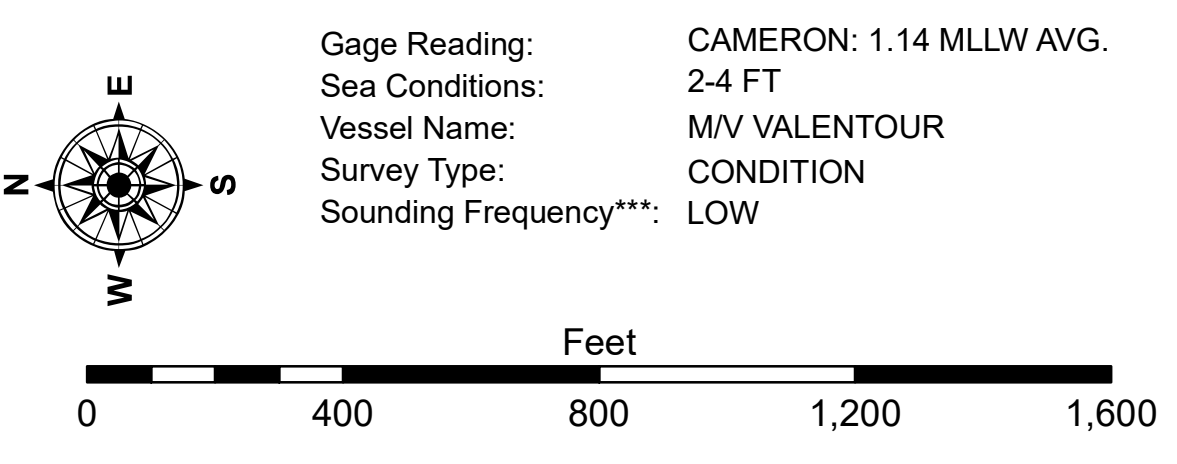 Gage Reading: CAMERON: 1.14 MLLW AVG.
Sea Conditions: 2-4 FT
Vessel Name: M/V VALENTOUR
Survey Type: CONDITION
Sounding Frequency***: LOW
E
N S
W
Feet
0 400 800 1,200 1,600